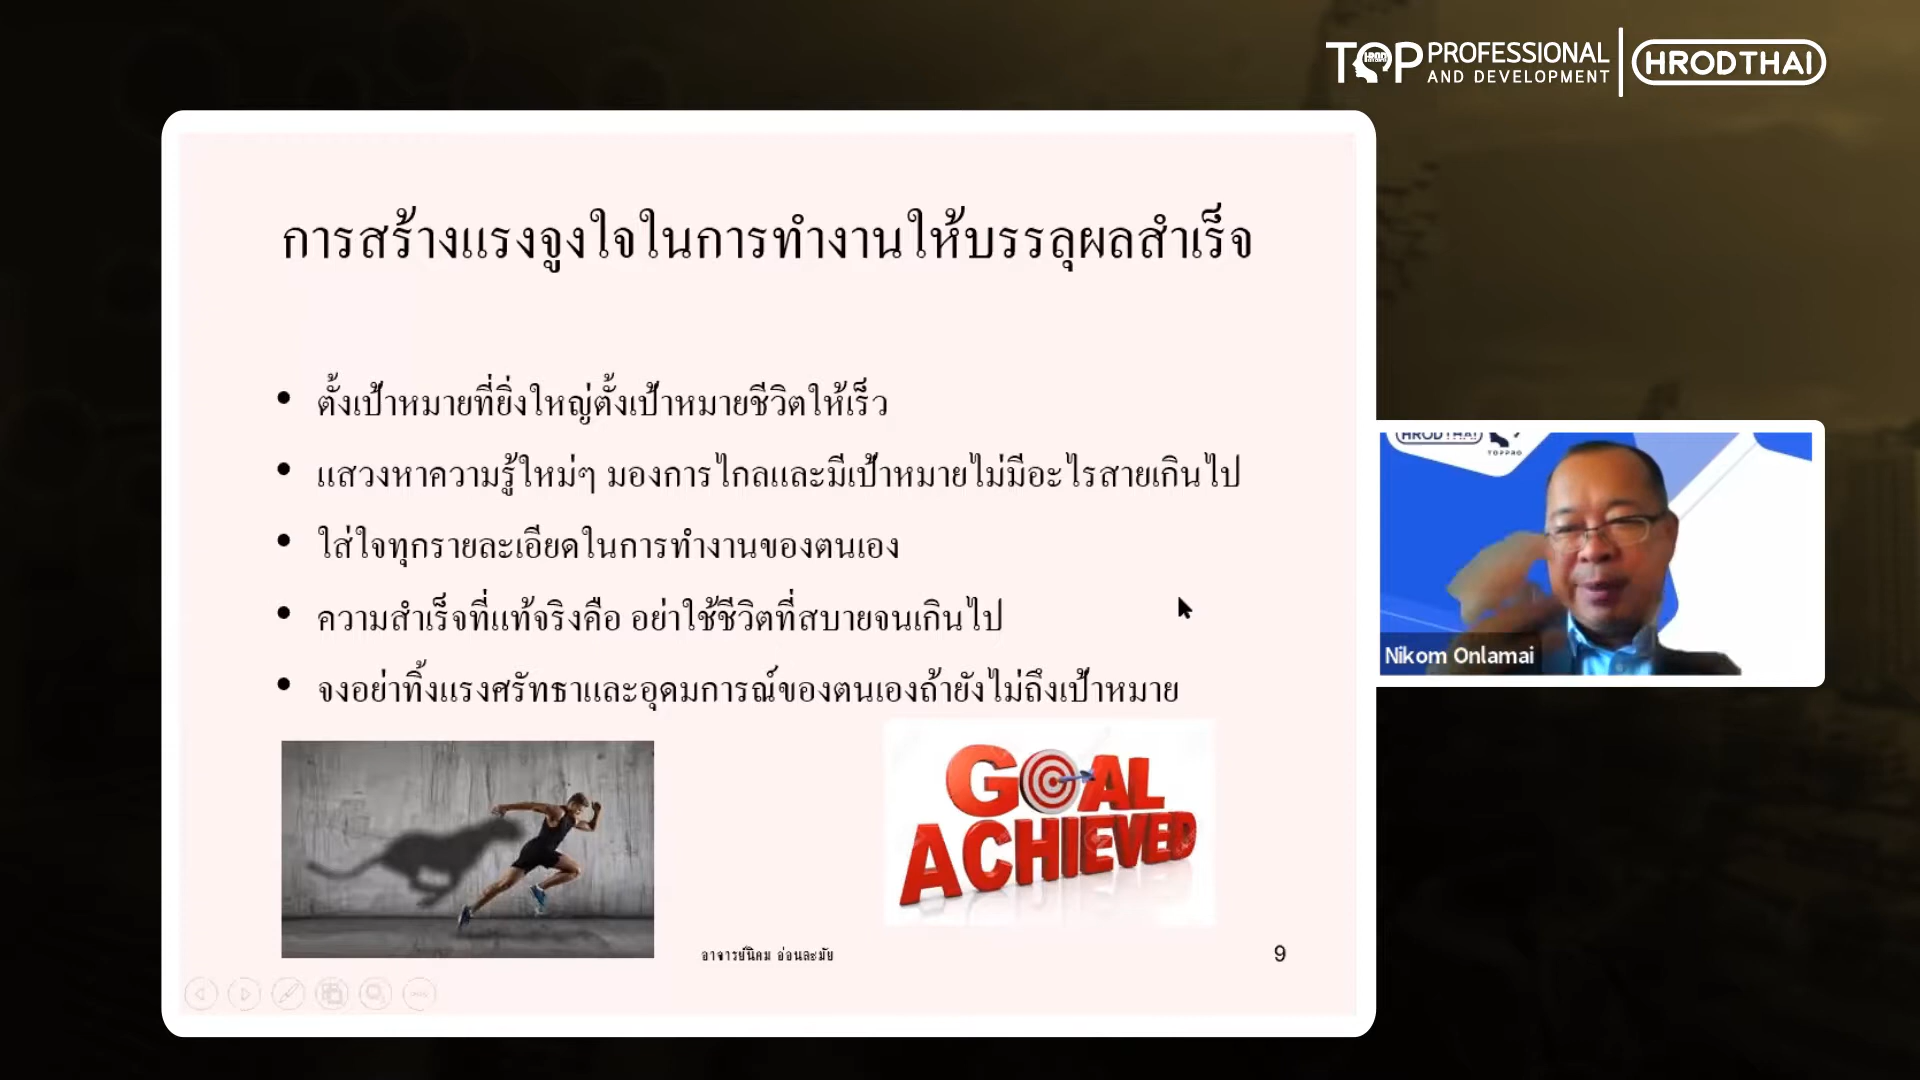 TOP PROFESSIONAL
AND DEVELOPMENT
HRODTHAI
การสร้างแรงจูงใจในการทำงานให้บรรลุผลสำเร็จ
• ตั้งเป้าหมายที่ยิ่งใหญ่ตั้งเป้าหมายชีวิตให้เร็ว
• แสวงหาความรู้ใหม่ๆ มองการไกลและมีเป้าหมายไม่มีอะไรสายเกินไป
• ใส่ใจทุกรายละเอียดในการทำงานของตนเอง
• ความสำเร็จที่แท้จริงคือ อย่าใช้ชีวิตที่สบายจนเกินไป
• จงอย่าทิ้งแรงศรัทธาและอุดมการณ์ของตนเองถ้ายังไม่ถึงเป้าหมาย
GOAL
ACHIEVED
อาจารย์นิคม อ่อนละมัย
9
HRODTHAI
TOPPRO
Nikom Onlamai